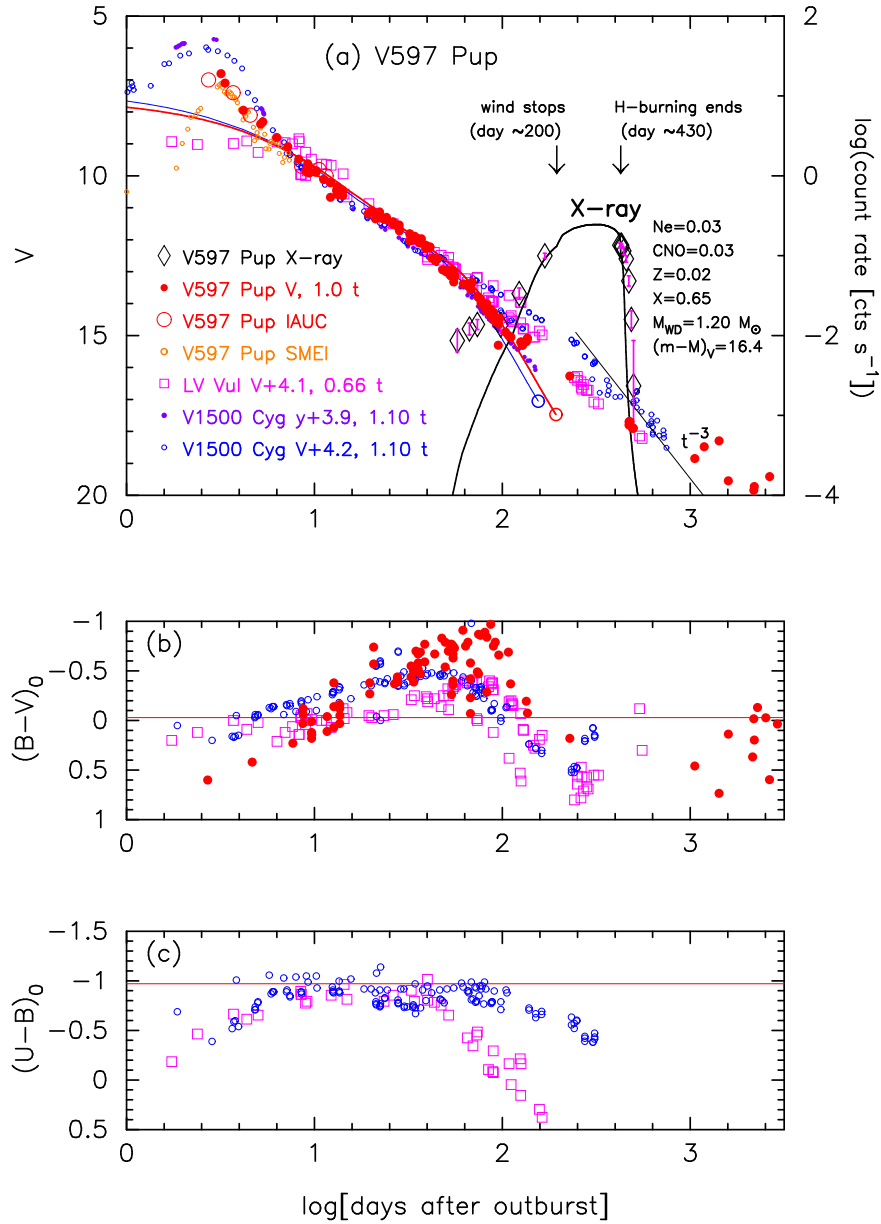 (a) V597 Pup
5
10
15
20
V
2
0
−2
−4
log(count rate [cts s⁻¹])
wind stops
(day ~200)
H−burning ends
(day ~430)
X−ray
Ne=0.03
CNO=0.03
Z=0.02
X=0.65
M_WD=1.20 M_⊙
(m−M)_V=16.4
V597 Pup X−ray
V597 Pup V, 1.0 t
V597 Pup IAUC
V597 Pup SMEI
LV Vul V+4.1, 0.66 t
V1500 Cyg y+3.9, 1.10 t
V1500 Cyg V+4.2, 1.10 t
t⁻³
0 1 2 3
(b)
−1
−0.5
0
0.5
1
(B−V)₀
0 1 2 3
(c)
−1.5
−1
−0.5
0
0.5
(U−B)₀
0 1 2 3
log[days after outburst]